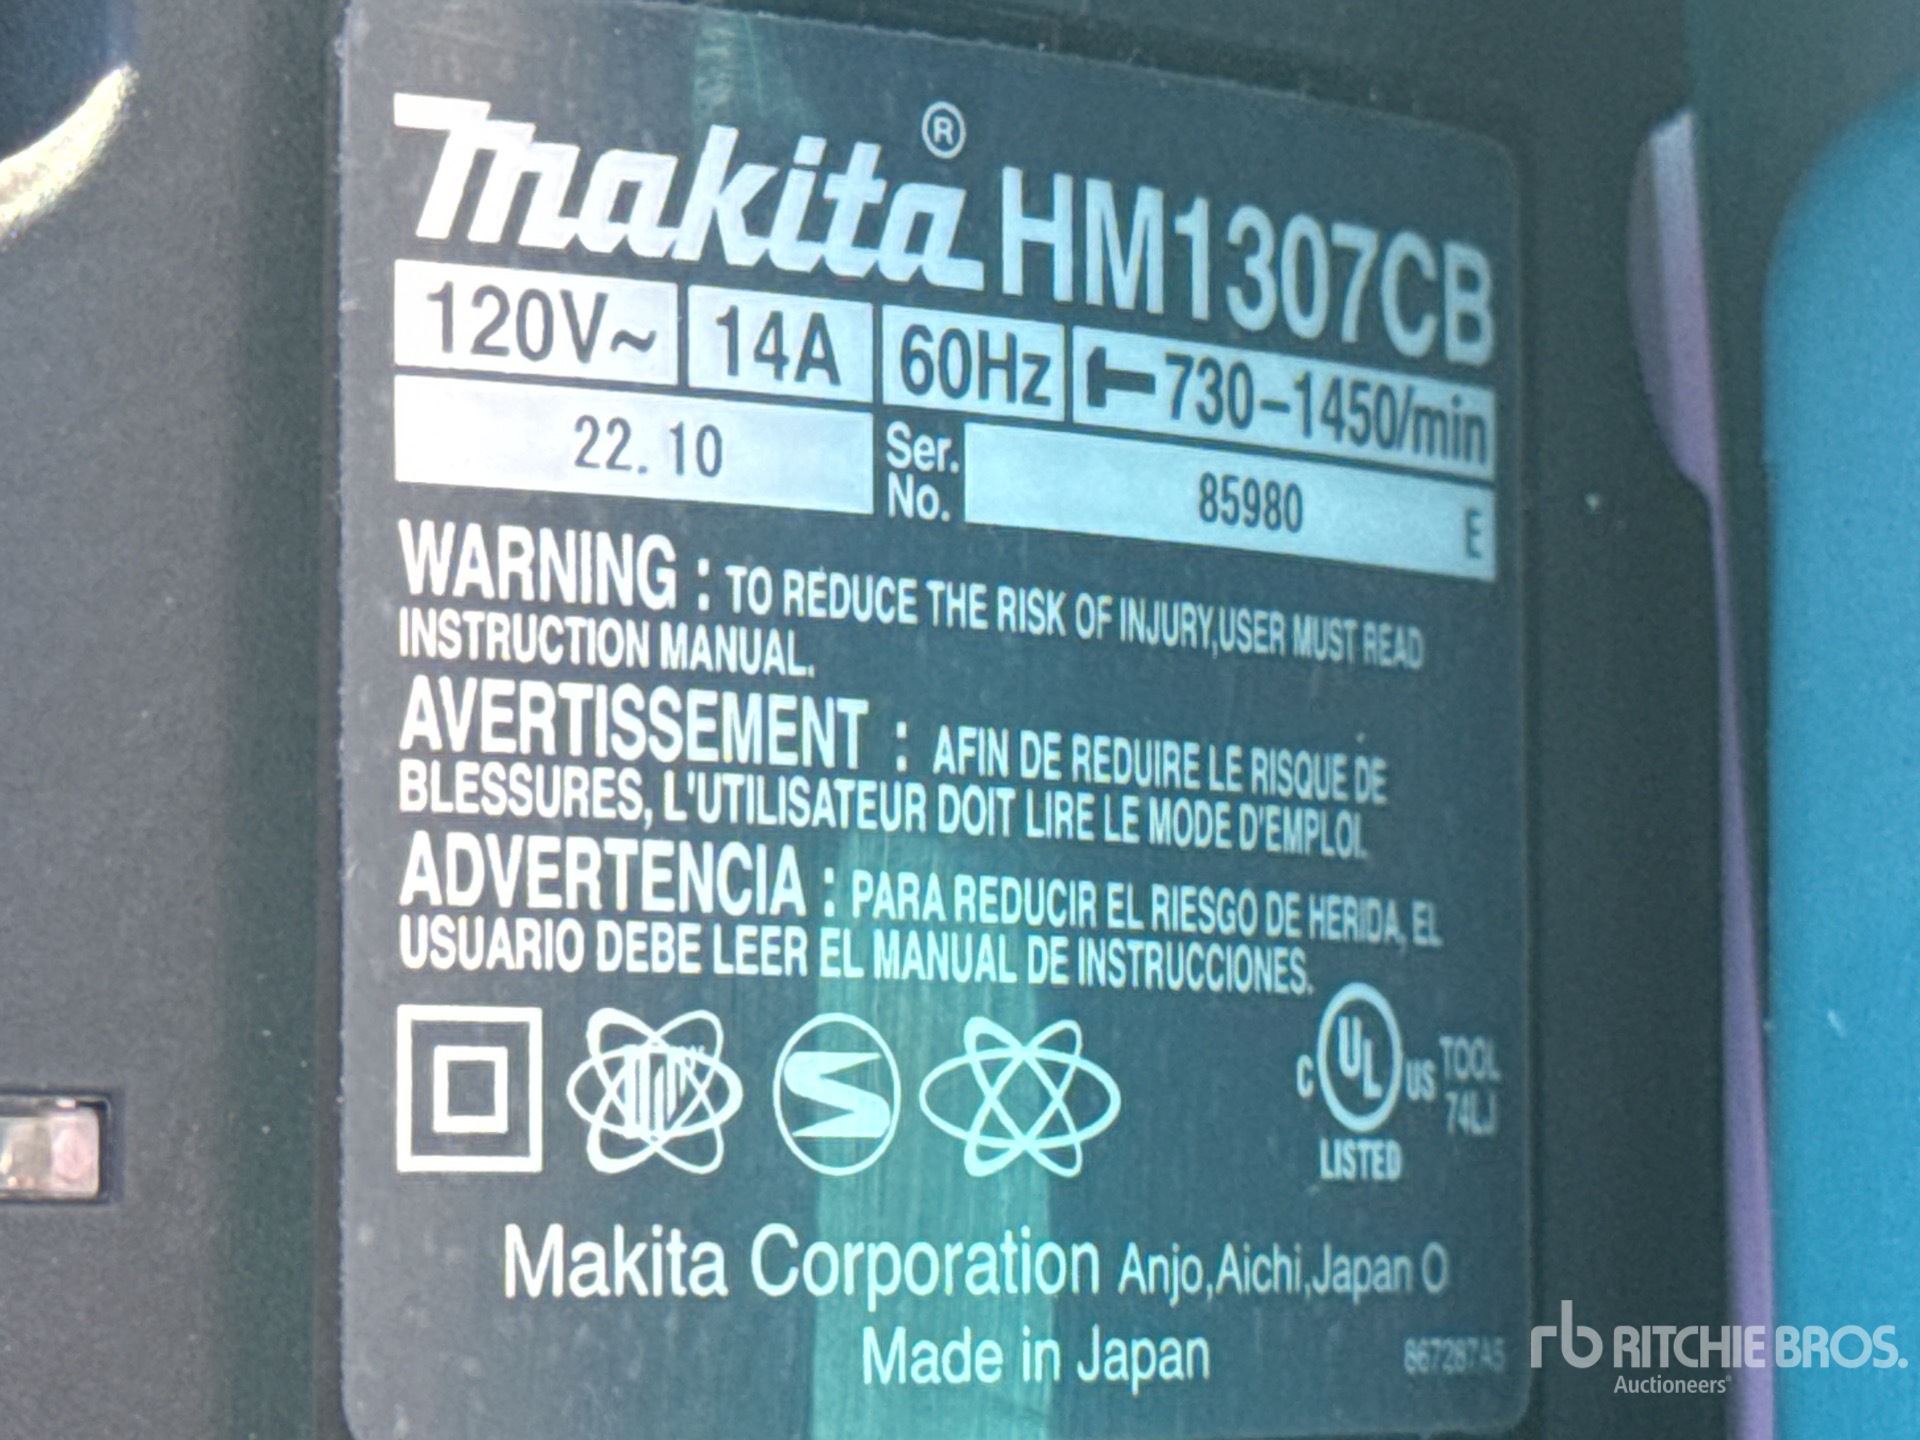 makita® HM1307CB
120V~ 14A 60Hz 730-1450/min
22.10 Ser. No. 85980 E
WARNING : TO REDUCE THE RISK OF INJURY,USER MUST READ
INSTRUCTION MANUAL.
AVERTISSEMENT : AFIN DE REDUIRE LE RISQUE DE
BLESSURES, L'UTILISATEUR DOIT LIRE LE MODE D'EMPLOI.
ADVERTENCIA : PARA REDUCIR EL RIESGO DE HERIDA, EL
USUARIO DEBE LEER EL MANUAL DE INSTRUCCIONES.
C UL US TOOL
74LJ
LISTED
Makita Corporation Anjo,Aichi,Japan O
Made in Japan 867287A5
rb RITCHIE BROS.
Auctioneers